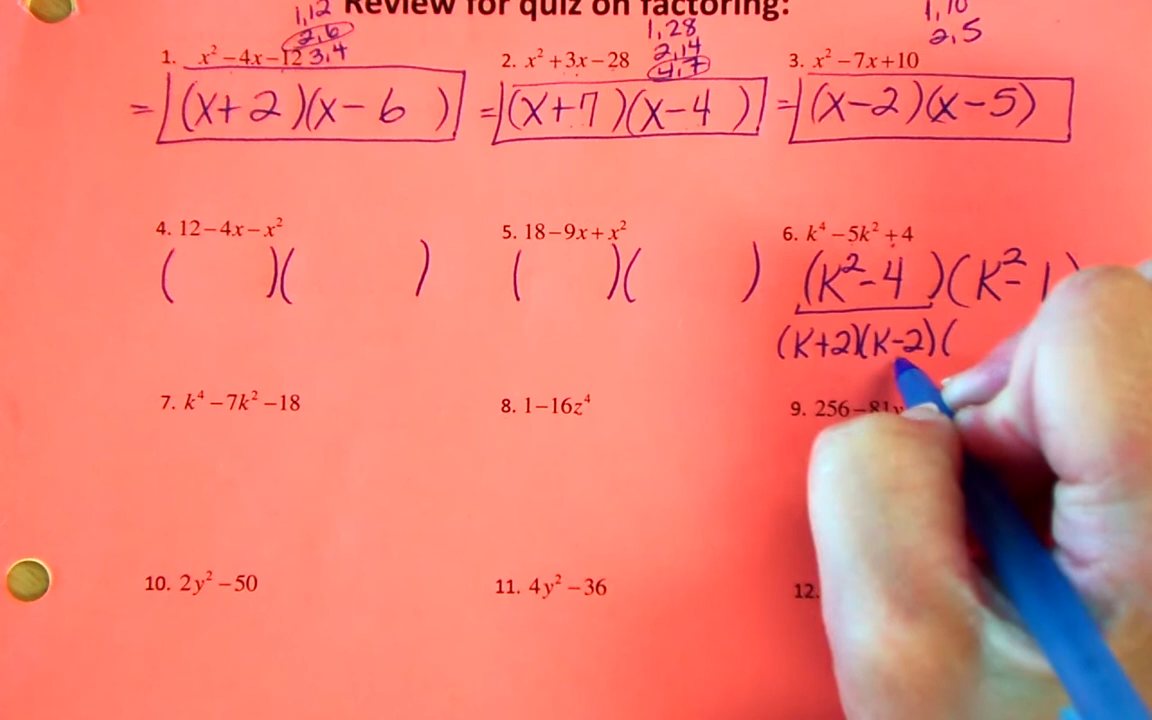 Review for quiz on factoring:
1,12
2,6
3,4
1. x² – 4x – 12
= (x+2)(x-6)
1,28
2,14
4,7
2. x² + 3x – 28
= (x+7)(x-4)
1,10
2,5
3. x² – 7x + 10
= (x-2)(x-5)
4. 12 – 4x – x²
( )( )
5. 18 – 9x + x²
( )( )
6. k⁴ – 5k² + 4
(K²-4)(K²-1)
(K+2)(K-2)(
7. k⁴ – 7k² – 18
8. 1 – 16z⁴
9. 256 – 81
10. 2y² – 50
11. 4y² – 36
12.